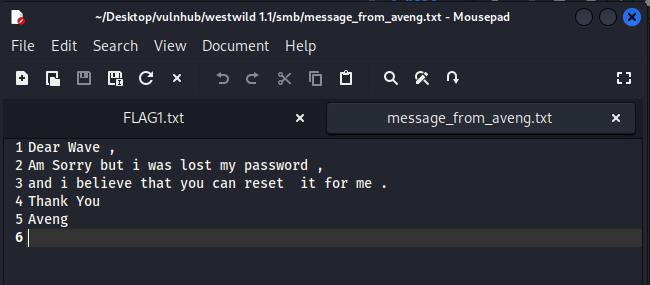 ~/Desktop/vulnhub/westwild 1.1/smb/message_from_aveng.txt - Mousepad
File Edit Search View Document Help
FLAG1.txt message_from_aveng.txt
1 Dear Wave ,
2 Am Sorry but i was lost my password ,
3 and i believe that you can reset  it for me .
4 Thank You
5 Aveng
6